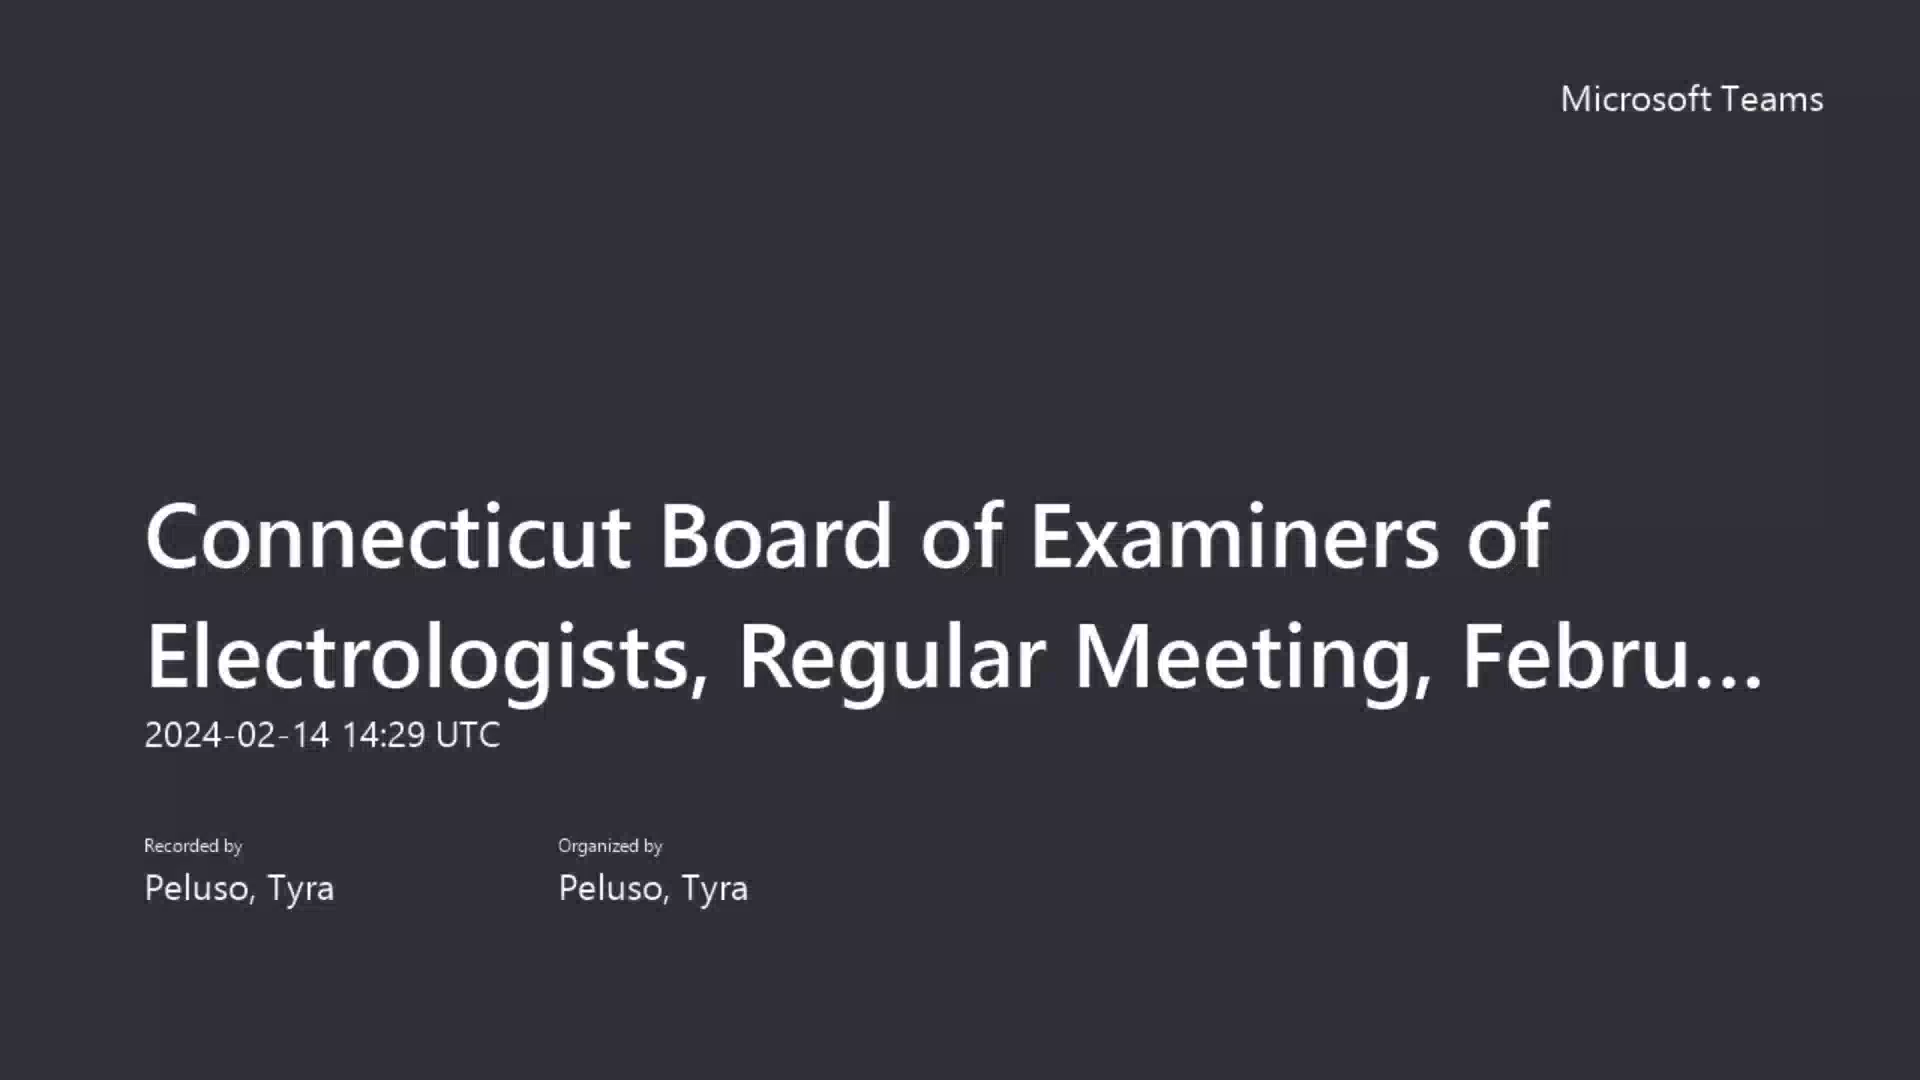 Microsoft Teams
Connecticut Board of Examiners of
Electrologists, Regular Meeting, Febru...
2024-02-14 14:29 UTC
Recorded by
Organized by
Peluso, Tyra
Peluso, Tyra